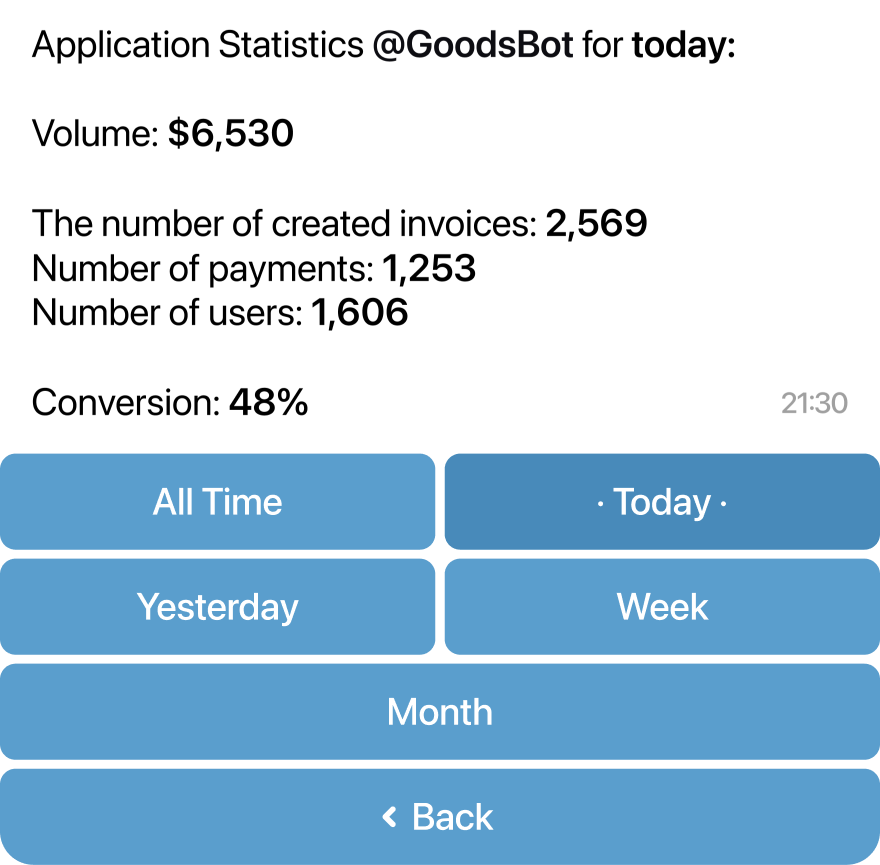 Application Statistics @GoodsBot for today:
Volume: $6,530
The number of created invoices: 2,569
Number of payments: 1,253
Number of users: 1,606
Conversion: 48%
21:30
All Time
· Today ·
Yesterday
Week
Month
‹ Back